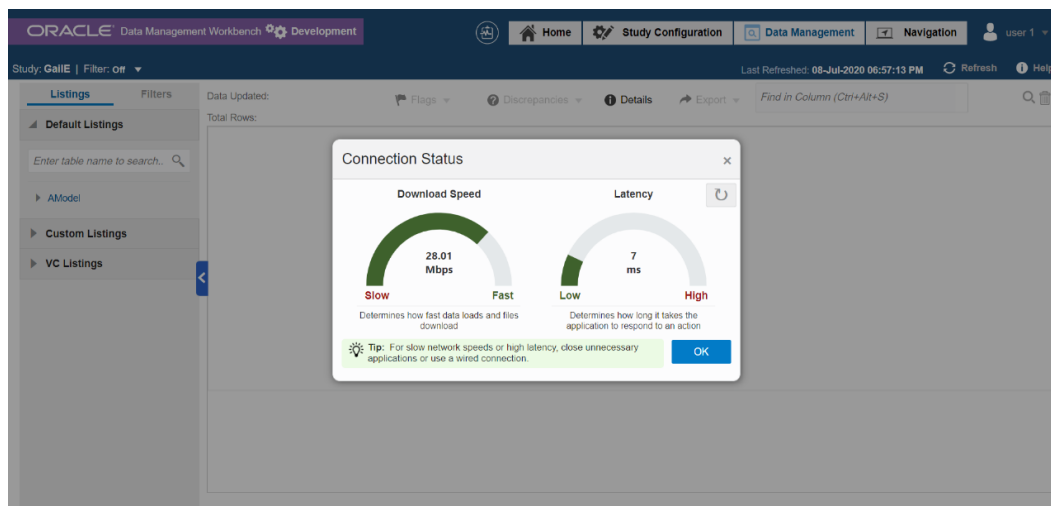 ORACLE® Data Management Workbench Development Home Study Configuration Data Management Navigation user 1
Study: GallE | Filter: Off Last Refreshed: 08-Jul-2020 06:57:13 PM Refresh Help
Listings Filters Data Updated: Flags Discrepancies Details Export Find in Column (Ctrl+Alt+S)
Total Rows:
Default Listings
Enter table name to search..
AModel
Custom Listings
VC Listings
Connection Status ×
Download Speed Latency
28.01 7
Mbps ms
Slow Fast Low High
Determines how fast data loads and files Determines how long it takes the
download application to respond to an action
Tip: For slow network speeds or high latency, close unnecessary
applications or use a wired connection.
OK